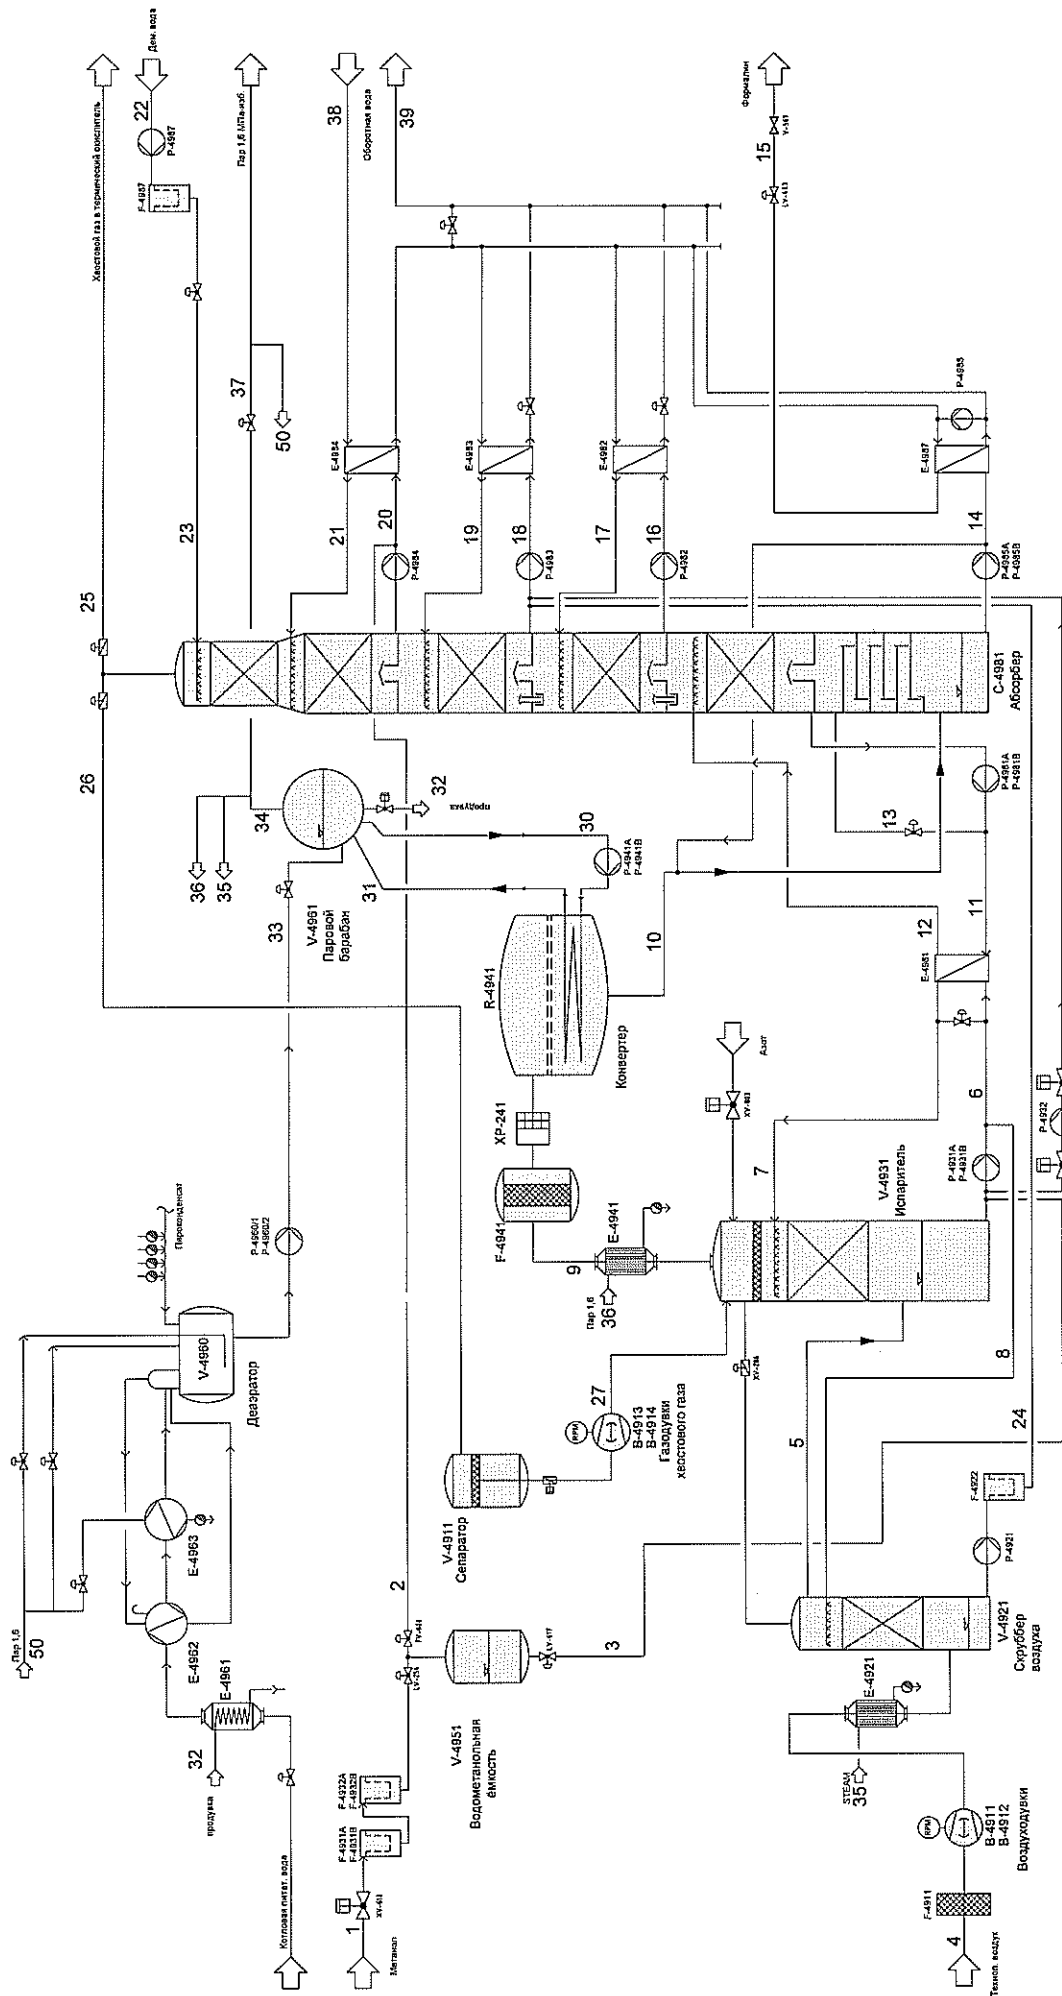 Хвостовой газ в термический окислитель
Дем. вода
22
P-4987
F-4987
Пар 1,6 МПа-изб.
38
Оборотная вода
39
Формалин
15
25
26
23
37
50
E-4984
21
20
P-4984
E-4983
19
18
P-4983
E-4982
17
16
P-4982
P-4985
E-4987
14
P-4985A
P-4985B
C-4981
Абсорбер
36
35
34
32
продувка
33
V-4961
Паровой
барабан
31
30
P-4941A
P-4941B
R-4941
Конвертер
10
XP-241
F-4941
9
E-4941
Пар 1,6
36
Азот
13
P-4981A
P-4981B
11
12
E-4981
6
7
P-4932
P-4931A
P-4931B
V-4931
Испаритель
Пароконденсат
P-4960/1
P-4960/2
V-4960
Деаэратор
E-4963
E-4962
E-4961
Пар 1,6
50
32
продувка
Котловая питат. вода
27
RPM
B-4913
B-4914
Газодувки
хвостового газа
V-4911
Сепаратор
2
3
V-4951
Водометанольная
ёмкость
F-4932A
F-4932B
F-4931A
F-4931B
1
Метанол
5
8
24
F-4922
P-4921
V-4921
Скруббер
воздуха
E-4921
STEAM
35
RPM
B-4911
B-4912
Воздуходувки
F-4911
4
Технол. воздух